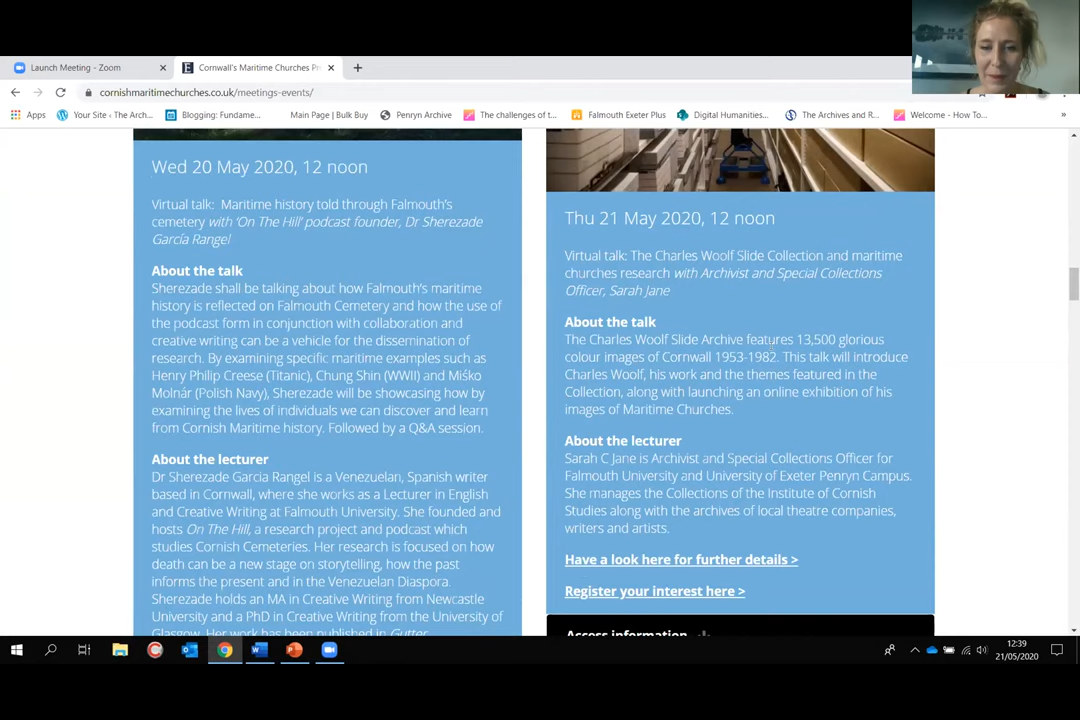 Launch Meeting - Zoom
Cornwall's Maritime Churches Pr
cornishmaritimechurches.co.uk/meetings-events/
Apps
Your Site ‹ The Arch...
Blogging: Fundame...
Main Page | Bulk Buy
Penryn Archive
The challenges of t...
Falmouth Exeter Plus
Digital Humanities...
The Archives and R...
Welcome - How To...
»
Wed 20 May 2020, 12 noon
Virtual talk: Maritime history told through Falmouth's
cemetery with 'On The Hill' podcast founder, Dr Sherezade
García Rangel
About the talk
Sherezade shall be talking about how Falmouth's maritime
history is reflected on Falmouth Cemetery and how the use of
the podcast form in conjunction with collaboration and
creative writing can be a vehicle for the dissemination of
research. By examining specific maritime examples such as
Henry Philip Creese (Titanic), Chung Shin (WWII) and Miśko
Molnár (Polish Navy), Sherezade will be showcasing how by
examining the lives of individuals we can discover and learn
from Cornish Maritime history. Followed by a Q&A session.
About the lecturer
Dr Sherezade Garcia Rangel is a Venezuelan, Spanish writer
based in Cornwall, where she works as a Lecturer in English
and Creative Writing at Falmouth University. She founded and
hosts On The Hill, a research project and podcast which
studies Cornish Cemeteries. Her research is focused on how
death can be a new stage on storytelling, how the past
informs the present and in the Venezuelan Diaspora.
Sherezade holds an MA in Creative Writing from Newcastle
University and a PhD in Creative Writing from the University of
Glasgow. Her work has been published in Gutter,
Thu 21 May 2020, 12 noon
Virtual talk: The Charles Woolf Slide Collection and maritime
churches research with Archivist and Special Collections
Officer, Sarah Jane
About the talk
The Charles Woolf Slide Archive features 13,500 glorious
colour images of Cornwall 1953-1982. This talk will introduce
Charles Woolf, his work and the themes featured in the
Collection, along with launching an online exhibition of his
images of Maritime Churches.
About the lecturer
Sarah C Jane is Archivist and Special Collections Officer for
Falmouth University and University of Exeter Penryn Campus.
She manages the Collections of the Institute of Cornish
Studies along with the archives of local theatre companies,
writers and artists.
Have a look here for further details >
Register your interest here >
Access information
12:39
21/05/2020